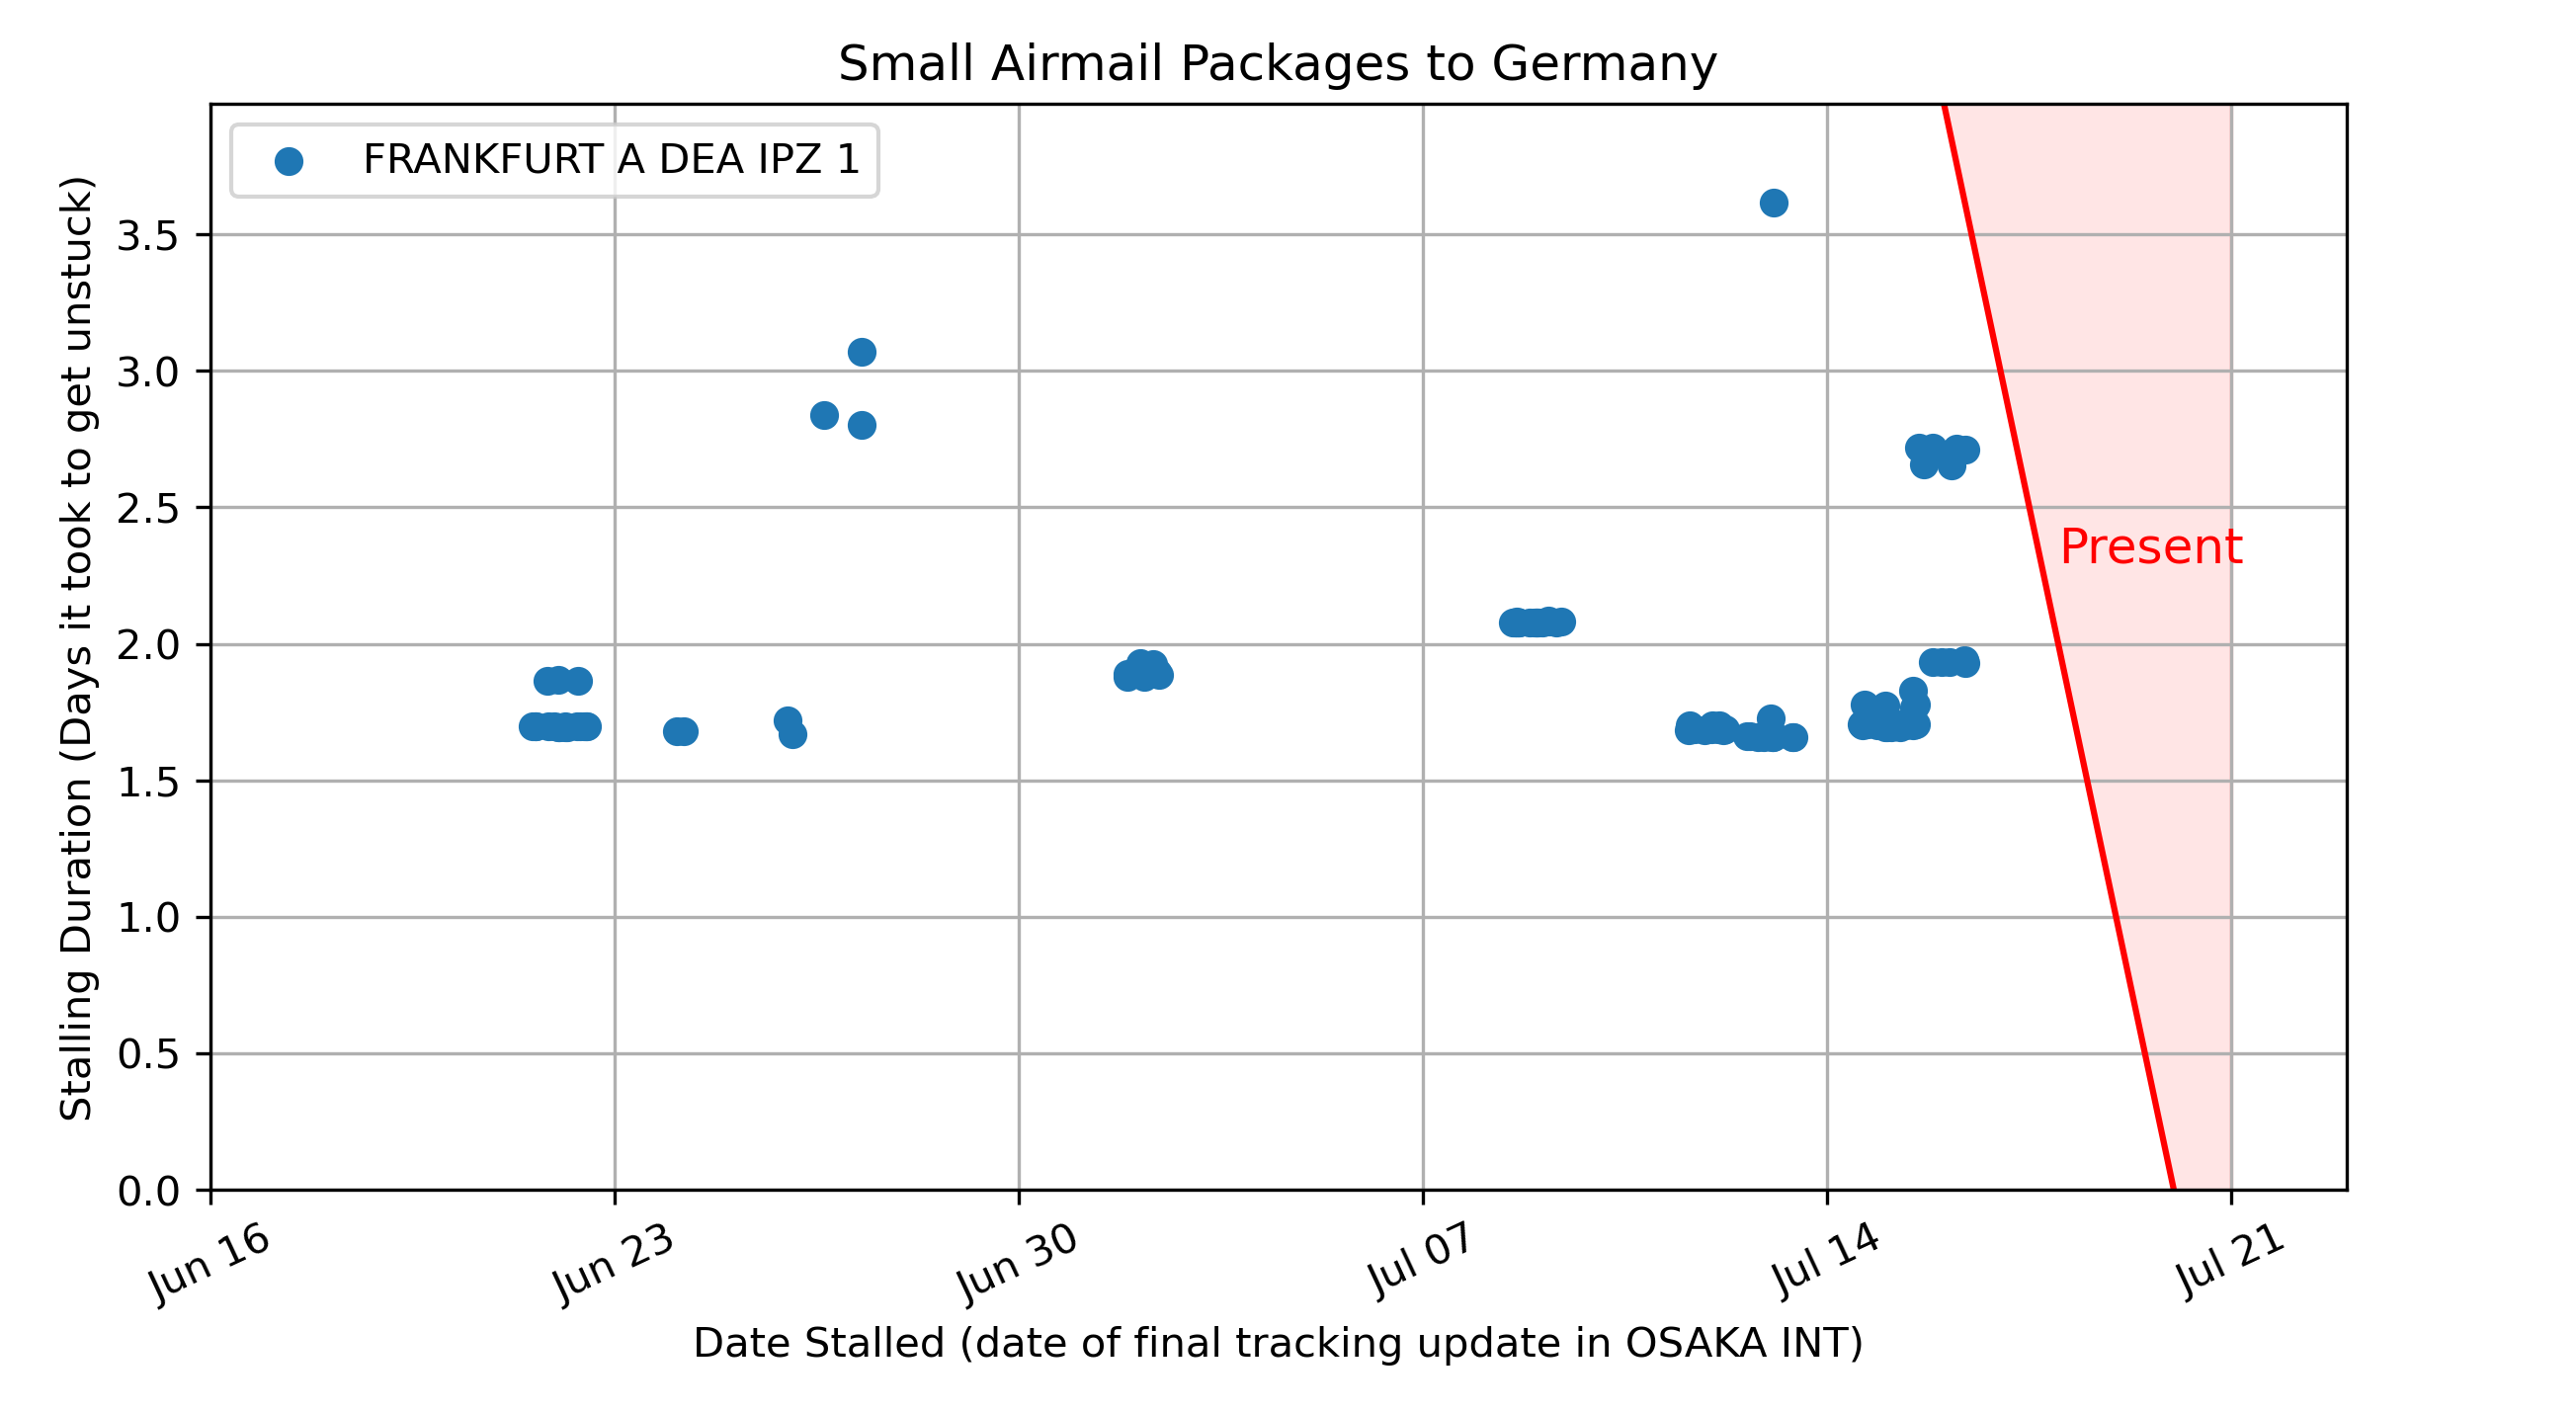 Small Airmail Packages to Germany
FRANKFURT A DEA IPZ 1
Stalling Duration (Days it took to get unstuck)
3.5
3.0
2.5
2.0
1.5
1.0
0.5
0.0
Present
Jun 16
Jun 23
Jun 30
Jul 07
Jul 14
Jul 21
Date Stalled (date of final tracking update in OSAKA INT)